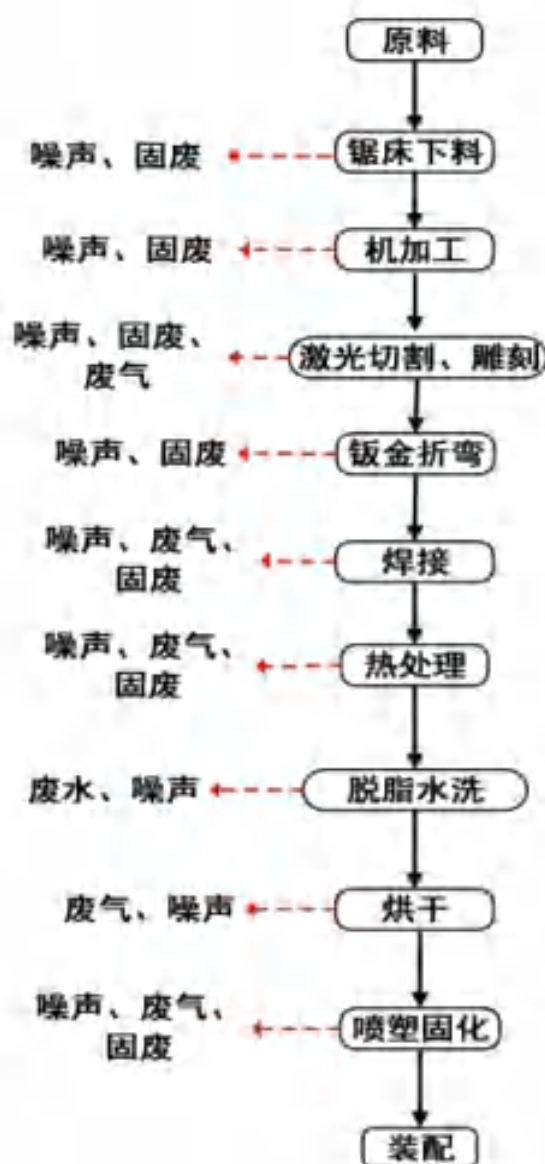 原料
噪声、固废
锯床下料
噪声、固废
机加工
噪声、固废、
废气
激光切割、雕刻
噪声、固废
钣金折弯
噪声、废气、
固废
焊接
噪声、废气、
固废
热处理
废水、噪声
脱脂水洗
废气、噪声
烘干
噪声、废气、
固废
喷塑固化
装配